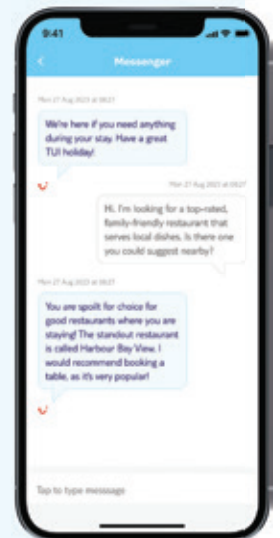 9:41
Messenger
Mon 27 Aug 2023 at 08:27
We're here if you need anything
during your stay. Have a great
TUI holiday!
Mon 27 Aug 2023 at 08:27
Hi. I'm looking for a top-rated,
family-friendly restaurant that
serves local dishes. Is there one
you could suggest nearby?
Mon 27 Aug 2023 at 08:27
You are spoilt for choice for
good restaurants where you are
staying! The standout restaurant
is called Harbour Bay View. I
would recommend booking a
table, as it's very popular!
Tap to type messsage